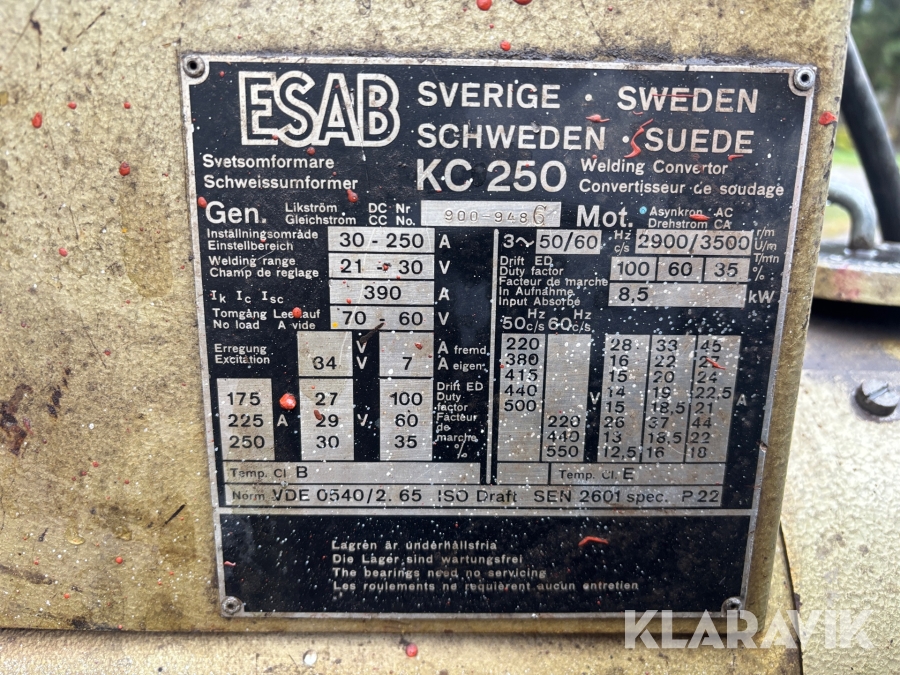 ESAB
SVERIGE · SWEDEN
SCHWEDEN · SUEDE
Svetsomformare
Schweissumformer
KC 250
Welding Convertor
Convertisseur de soudage
Gen.
Likström DC Nr
Gleichstrom CC No.
900-948 6
Mot.
Asynkron AC
Drehstrom CA
Inställningsområde
Einstellbereich
30 - 250 A
3~ 50/60 Hz c/s 2900/3500 r/m U/m T/min
Welding range
Champ de reglage
21 - 30 V
Drift ED
Duty factor
Facteur de marche
100 60 35 %
Ik Ic Isc
390 A
In Aufnahme
Input Absorbé
8,5 kW
Tomgång Leerlauf
No load A vide
70 - 60 V
Hz Hz
50c/s 60c/s
Erregung
Excitation
V A fremd
34 V 7 A eigen
Drift ED
Duty factor
Facteur de marche
175 27 100
225 A 29 V 60 %
250 30 35
220 28 33 45
380 16 22 27
415 15 20 24
440 14 19 22,5
500 V 15 18,5 21 A
220 26 37 44
440 13 18,5 22
550 12,5 16 18
Temp. Cl B
Temp. Cl E
Norm VDE 0540/2. 65 ISO Draft SEN 2601 spec. P 22
Lagren är underhållsfria
Die Lager sind wartungsfrei
The bearings need no servicing
Les roulements ne requièrent aucun entretien
KLARAVIK